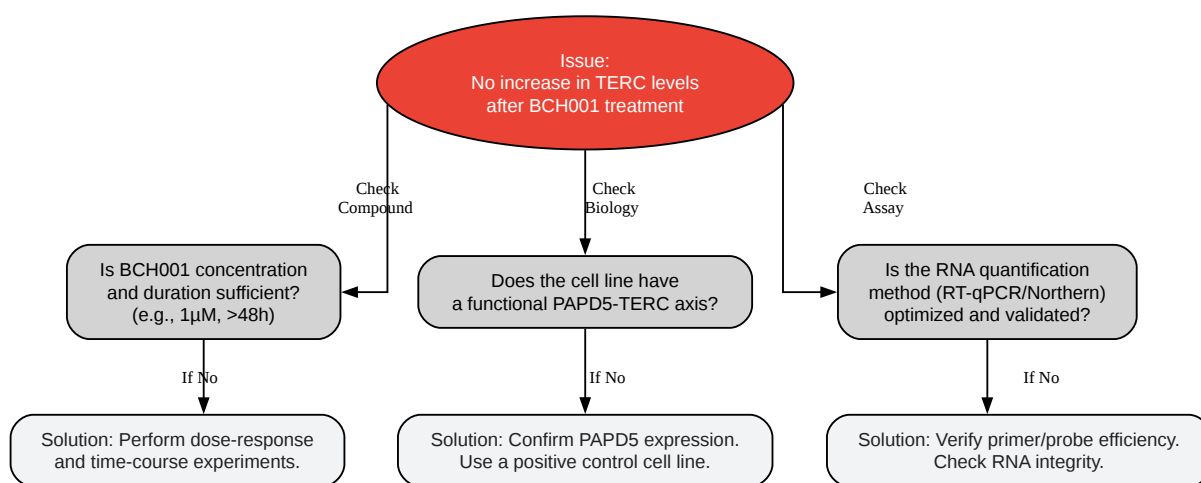 Issue:
No increase in TERC levels
after BCH001 treatment
Check
Compound
Check
Biology
Check
Assay
Is BCH001 concentration
and duration sufficient?
(e.g., 1µM, >48h)
Does the cell line have
a functional PAPD5-TERC axis?
Is the RNA quantification
method (RT-qPCR/Northern)
optimized and validated?
If No
If No
If No
Solution: Perform dose-response
and time-course experiments.
Solution: Confirm PAPD5 expression.
Use a positive control cell line.
Solution: Verify primer/probe efficiency.
Check RNA integrity.